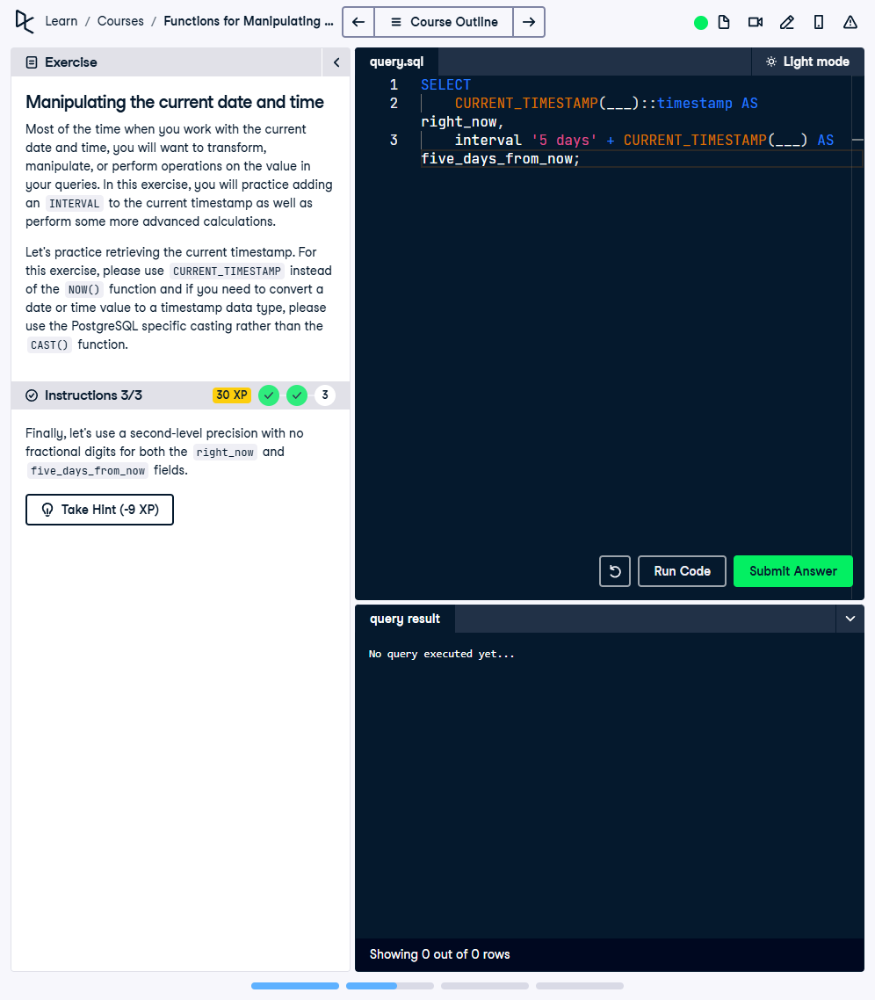 Learn / Courses / Functions for Manipulating ...
Course Outline
Exercise
Manipulating the current date and time
Most of the time when you work with the current
date and time, you will want to transform,
manipulate, or perform operations on the value in
your queries. In this exercise, you will practice adding
an INTERVAL to the current timestamp as well as
perform some more advanced calculations.
Let's practice retrieving the current timestamp. For
this exercise, please use CURRENT_TIMESTAMP instead
of the NOW() function and if you need to convert a
date or time value to a timestamp data type, please
use the PostgreSQL specific casting rather than the
CAST() function.
Instructions 3/3 30 XP 3
Finally, let's use a second-level precision with no
fractional digits for both the right_now and
five_days_from_now fields.
Take Hint (-9 XP)
query.sql Light mode
1 SELECT
2 CURRENT_TIMESTAMP(___)::timestamp AS
right_now,
3 interval '5 days' + CURRENT_TIMESTAMP(___) AS
five_days_from_now;
Run Code Submit Answer
query result
No query executed yet...
Showing 0 out of 0 rows